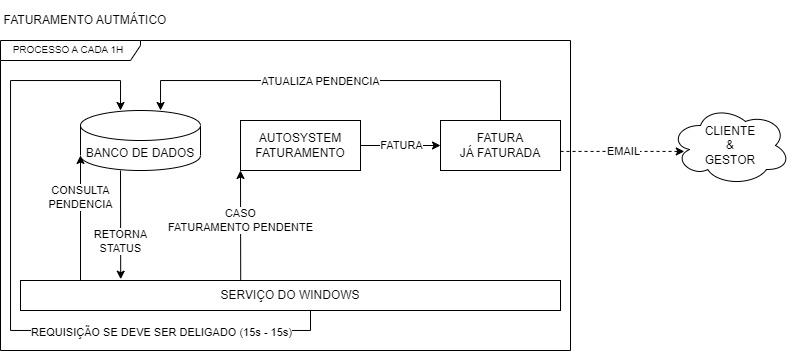 FATURAMENTO AUTMÁTICO
PROCESSO A CADA 1H
ATUALIZA PENDENCIA
BANCO DE DADOS
AUTOSYSTEM
FATURAMENTO
FATURA
FATURA
JÁ FATURADA
EMAIL
CLIENTE
&
GESTOR
CONSULTA
PENDENCIA
RETORNA
STATUS
CASO
FATURAMENTO PENDENTE
SERVIÇO DO WINDOWS
REQUISIÇÃO SE DEVE SER DELIGADO (15s - 15s)